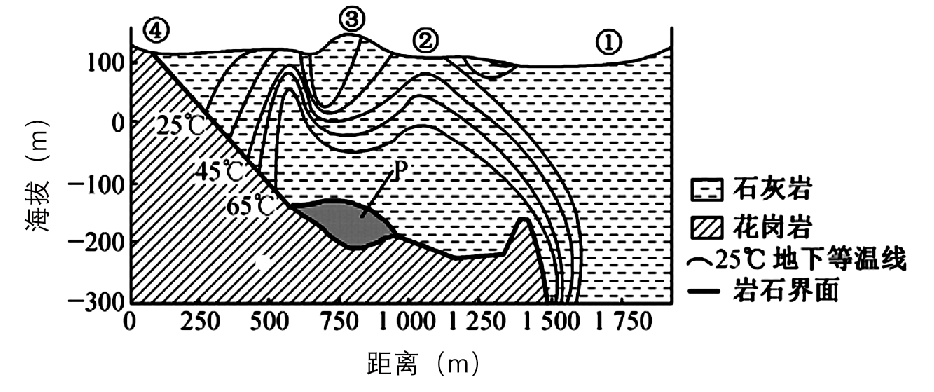 ④ ③ ② ①
100
0
−100
−200
−300
海拔 (m)
25℃
45℃
65℃
P
0 250 500 750 1 000 1 250 1 500 1 750
距离 (m)
石灰岩
花岗岩
25℃ 地下等温线
岩石界面